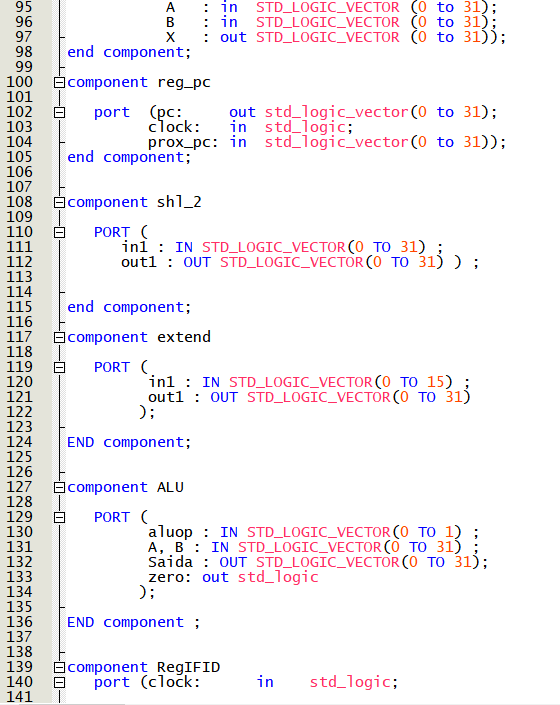 95 A : in STD_LOGIC_VECTOR (0 to 31);
96 B : in STD_LOGIC_VECTOR (0 to 31);
97 X : out STD_LOGIC_VECTOR (0 to 31));
98 end component;
99
100 component reg_pc
101
102 port (pc: out std_logic_vector(0 to 31);
103 clock: in std_logic;
104 prox_pc: in std_logic_vector(0 to 31));
105 end component;
106
107
108 component shl_2
109
110 PORT (
111 in1 : IN STD_LOGIC_VECTOR(0 TO 31) ;
112 out1 : OUT STD_LOGIC_VECTOR(0 TO 31) ) ;
113
114
115 end component;
116
117 component extend
118
119 PORT (
120 in1 : IN STD_LOGIC_VECTOR(0 TO 15) ;
121 out1 : OUT STD_LOGIC_VECTOR(0 TO 31)
122 );
123
124 END component;
125
126
127 component ALU
128
129 PORT (
130 aluop : IN STD_LOGIC_VECTOR(0 TO 1) ;
131 A, B : IN STD_LOGIC_VECTOR(0 TO 31) ;
132 Saida : OUT STD_LOGIC_VECTOR(0 TO 31);
133 zero: out std_logic
134 );
135
136 END component ;
137
138
139 component RegIFID
140 port (clock: in std_logic;
141